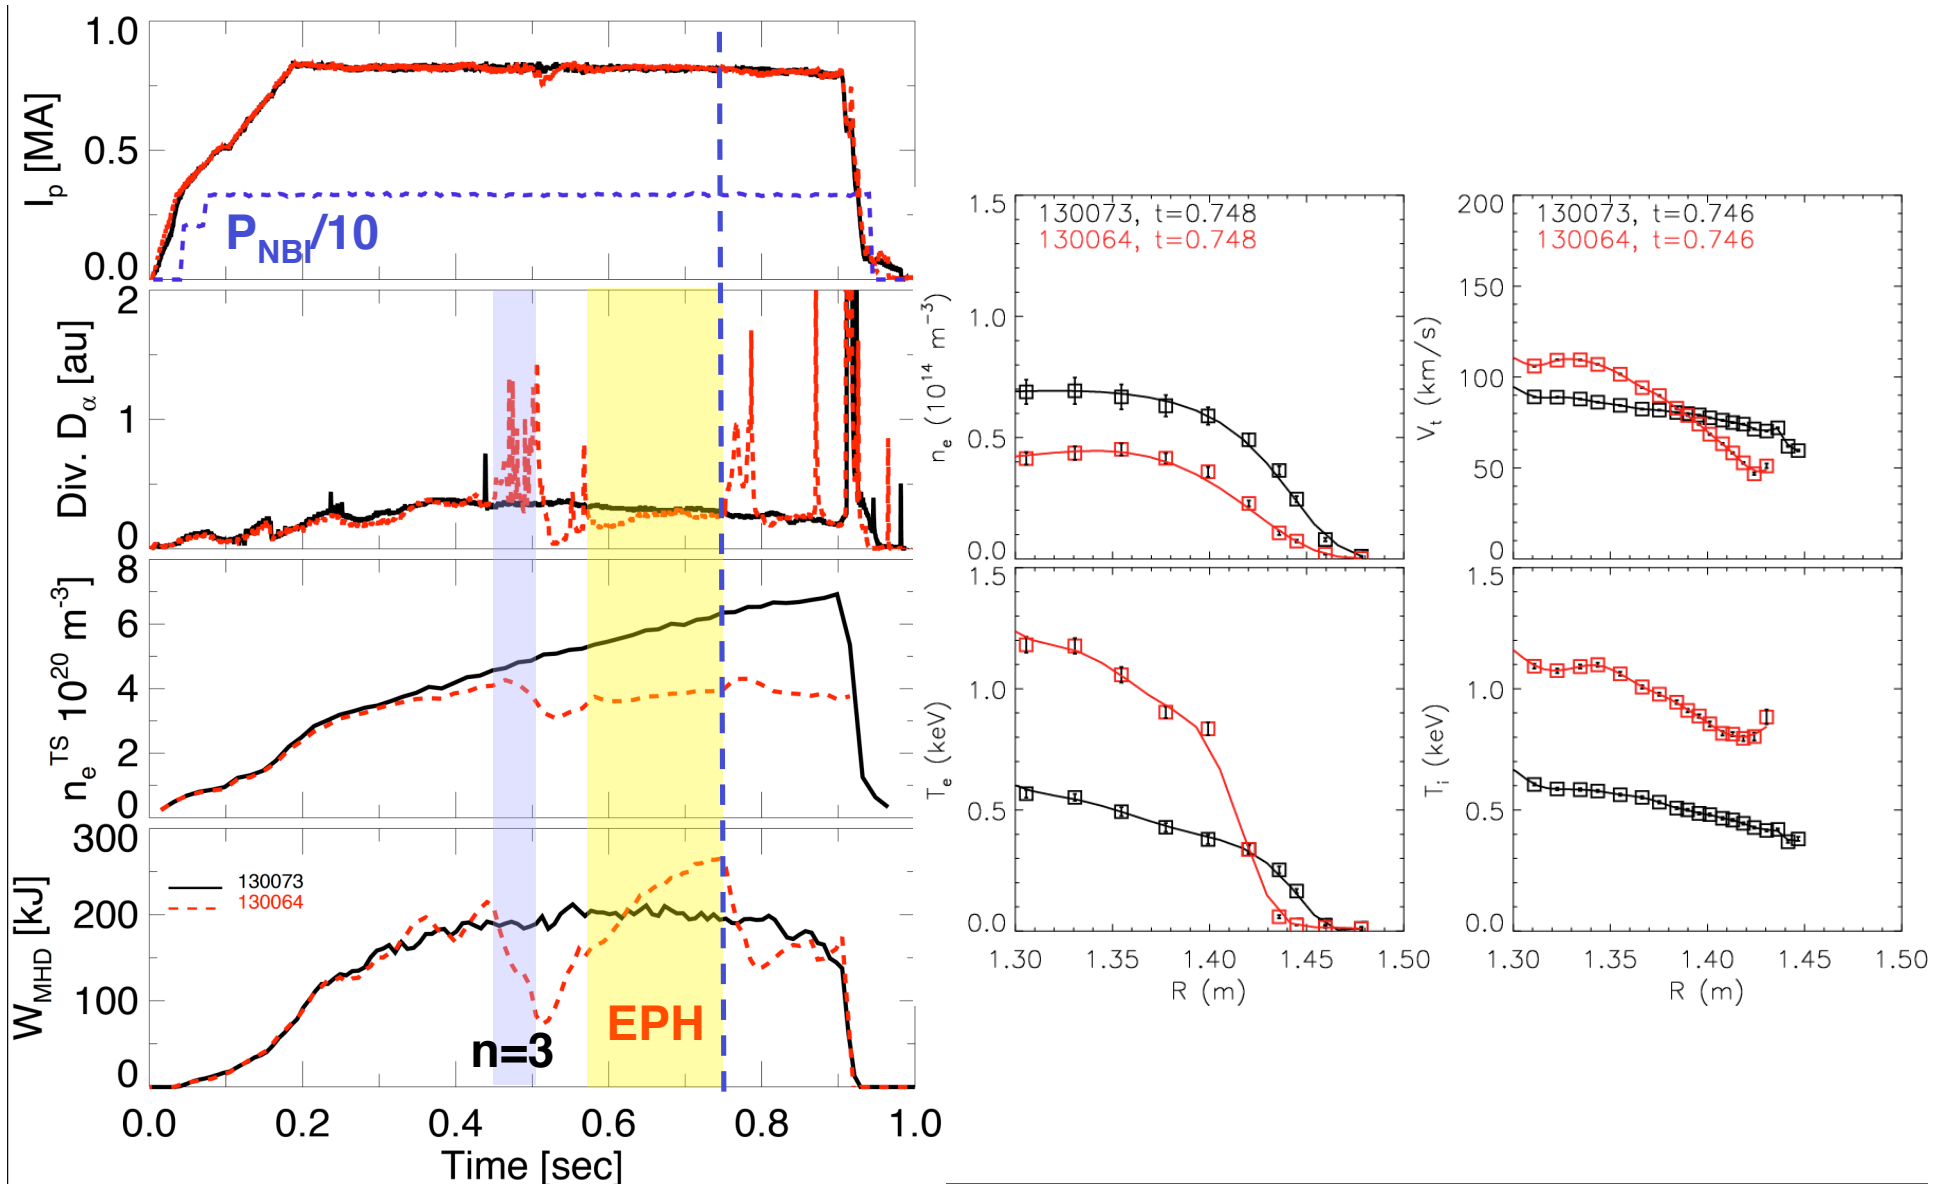 1.0
0.5
0.0
I_p [MA]
P_NBI/10
2
1
0
Div. D_α [au]
8
6
4
2
0
n_e^TS 10^20 m^-3]
300
200
100
0
W_MHD [kJ]
130073
130064
n=3
EPH
0.0 0.2 0.4 0.6 0.8 1.0
Time [sec]
130073, t=0.748
130064, t=0.748
1.5
1.0
0.5
0.0
n_e (10^14 m^-3)
130073, t=0.746
130064, t=0.746
200
150
100
50
0
V_t (km/s)
1.5
1.0
0.5
0.0
T_e (keV)
1.30 1.35 1.40 1.45 1.50
R (m)
1.5
1.0
0.5
0.0
T_i (keV)
1.30 1.35 1.40 1.45 1.50
R (m)